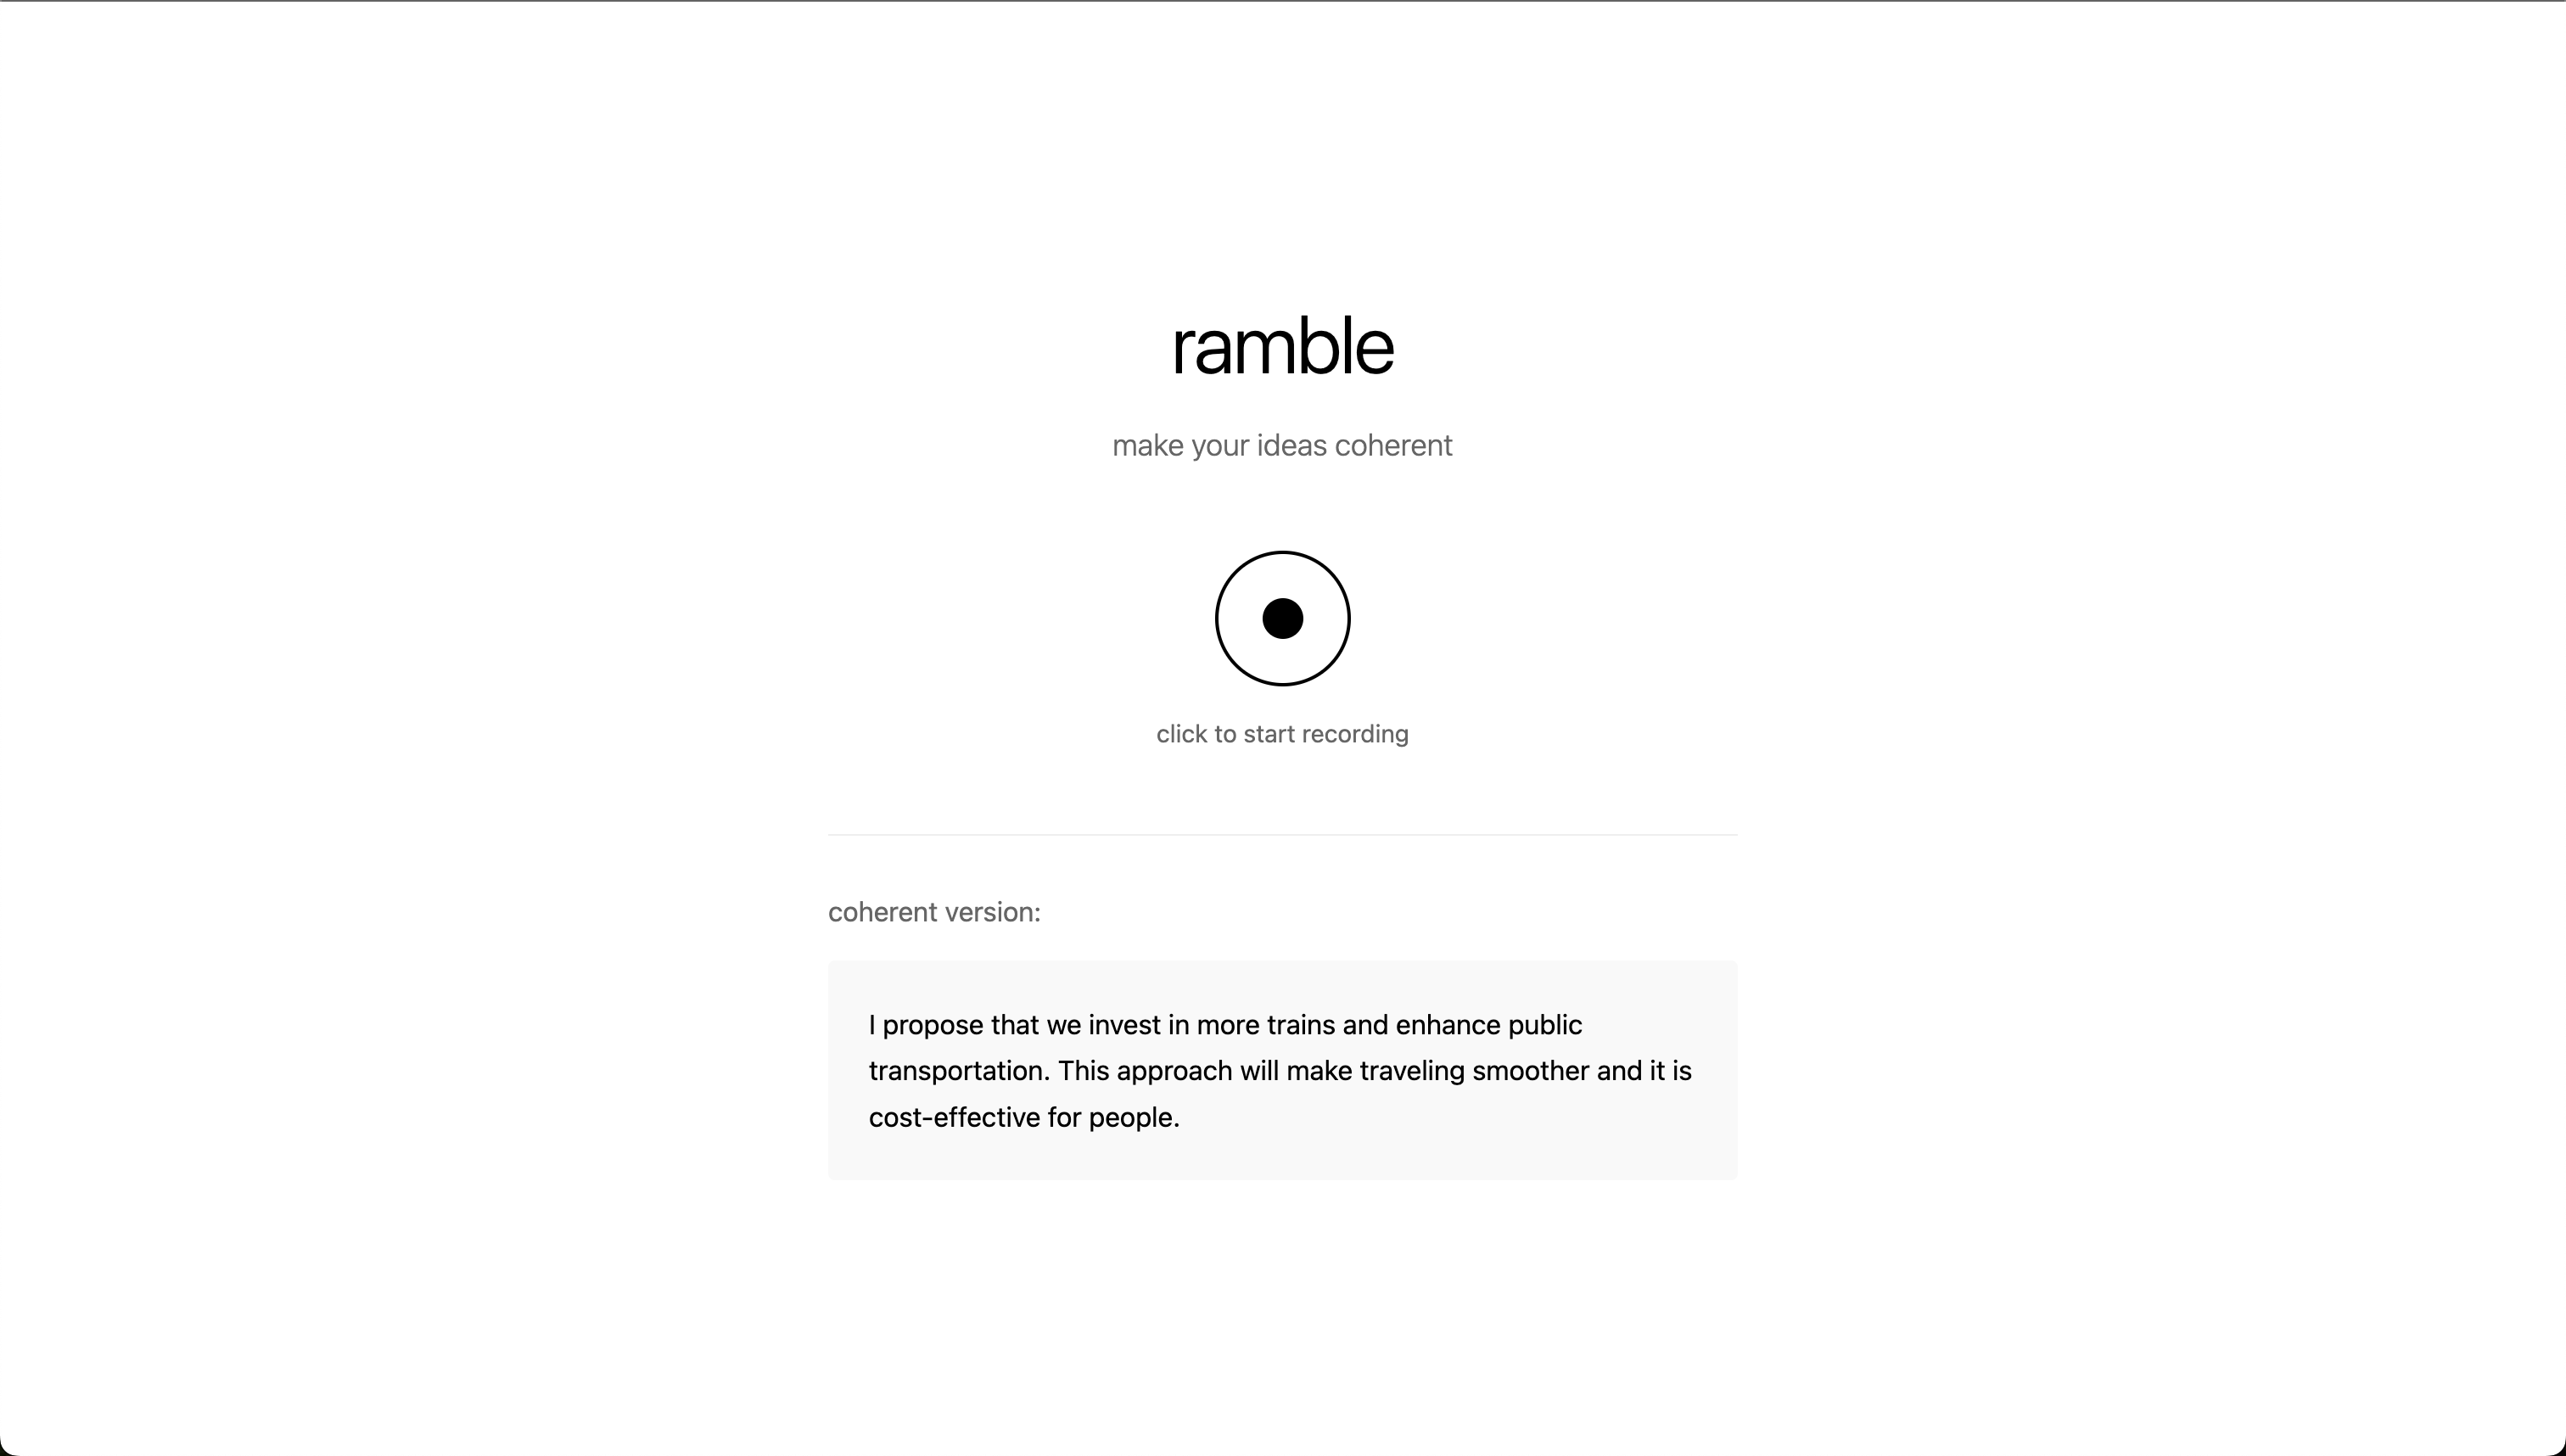 ramble
make your ideas coherent
click to start recording
coherent version:
I propose that we invest in more trains and enhance public
transportation. This approach will make traveling smoother and it is
cost-effective for people.